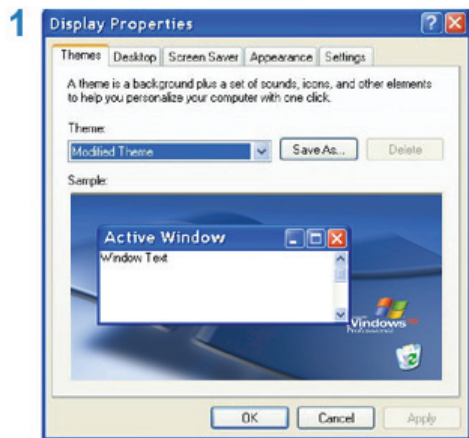 1
Display Properties
Themes Desktop Screen Saver Appearance Settings
A theme is a background plus a set of sounds, icons, and other elements
to help you personalize your computer with one click.
Theme:
Modified Theme Save As... Delete
Sample:
Active Window
Window Text
Windows xp
Professional
OK Cancel Apply